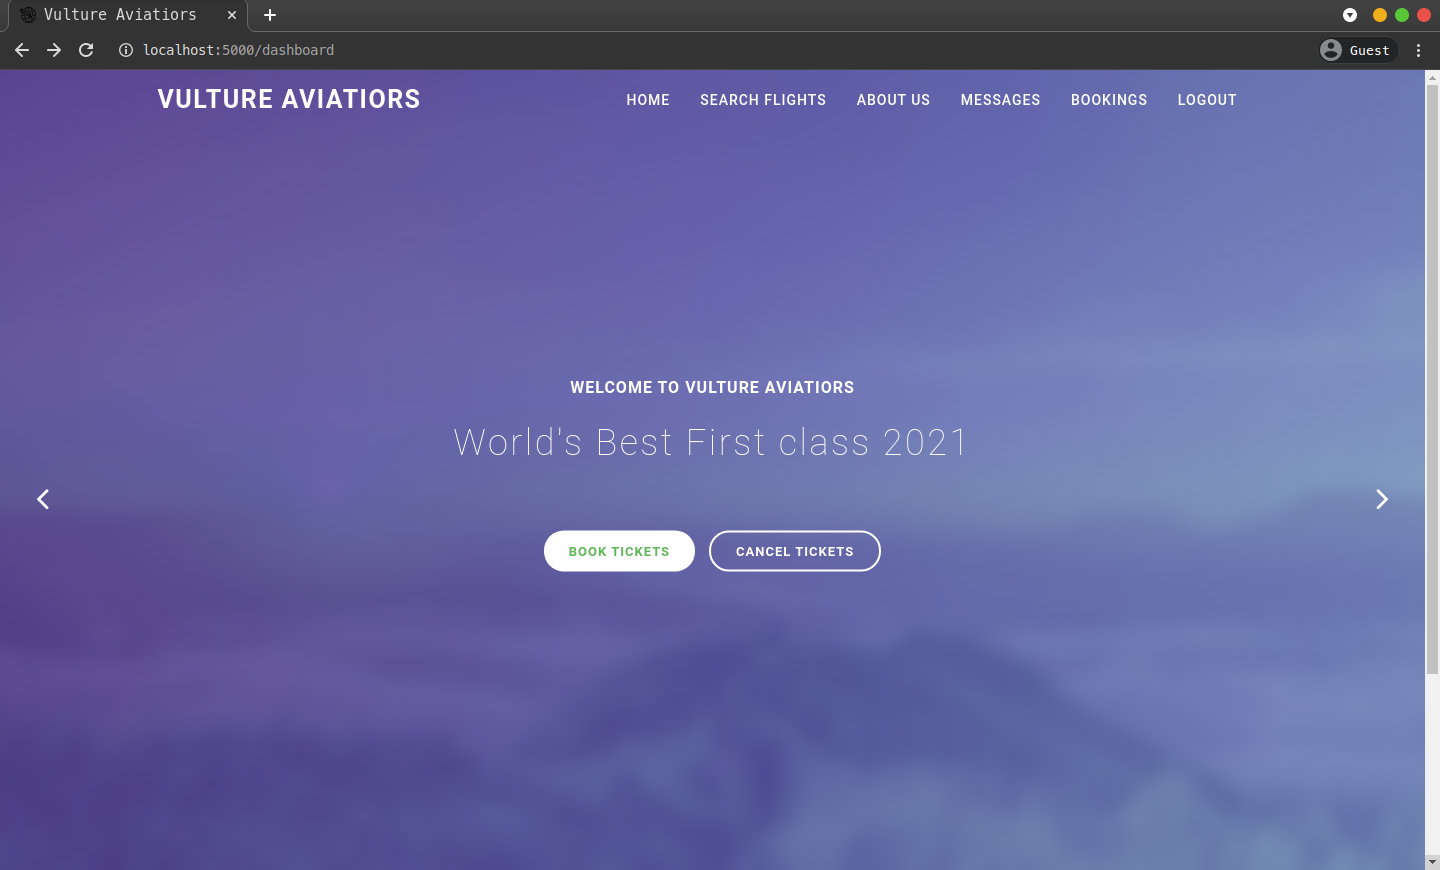 Vulture Aviatiors
localhost:5000/dashboard
Guest
VULTURE AVIATIORS
HOME SEARCH FLIGHTS ABOUT US MESSAGES BOOKINGS LOGOUT
WELCOME TO VULTURE AVIATIORS
World's Best First class 2021
BOOK TICKETS CANCEL TICKETS